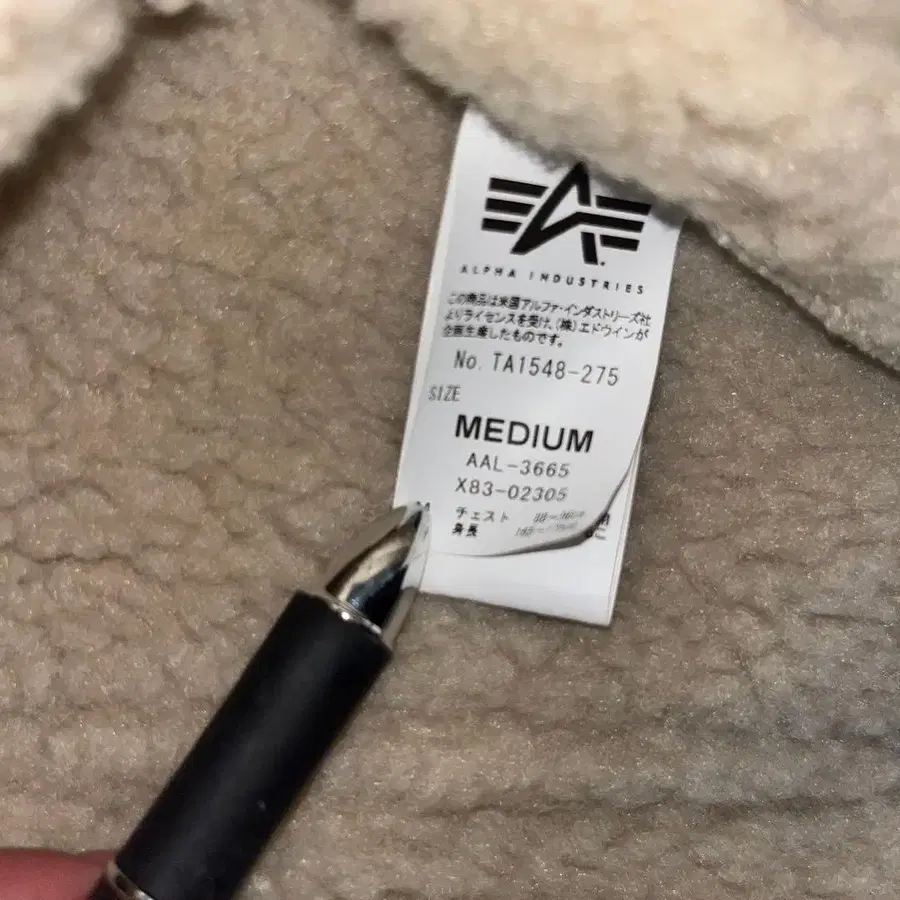 ALPHA INDUSTRIES
この商品は米国アルファ・インダストリーズ社
よりライセンスを受け、(株)エドウインが
企画生産したものです。
No. TA1548-275
SIZE
MEDIUM
AAL-3665
X83-02305
チェスト
身長